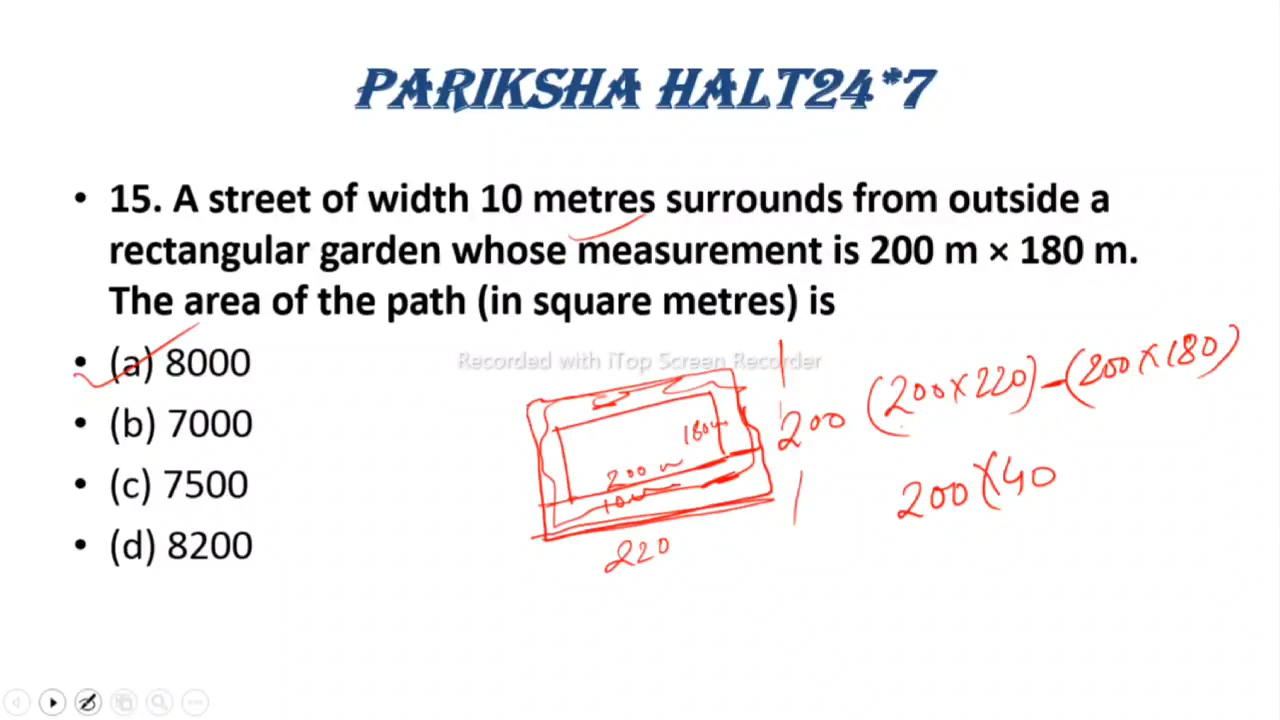 PARIKSHA HALT24*7
• 15. A street of width 10 metres surrounds from outside a
rectangular garden whose measurement is 200 m × 180 m.
The area of the path (in square metres) is
• (a) 8000
Recorded with iTop Screen Recorder
• (b) 7000
• (c) 7500
• (d) 8200
180m
200 m
10m
220
200
(200×220)-(200×180)
200×40